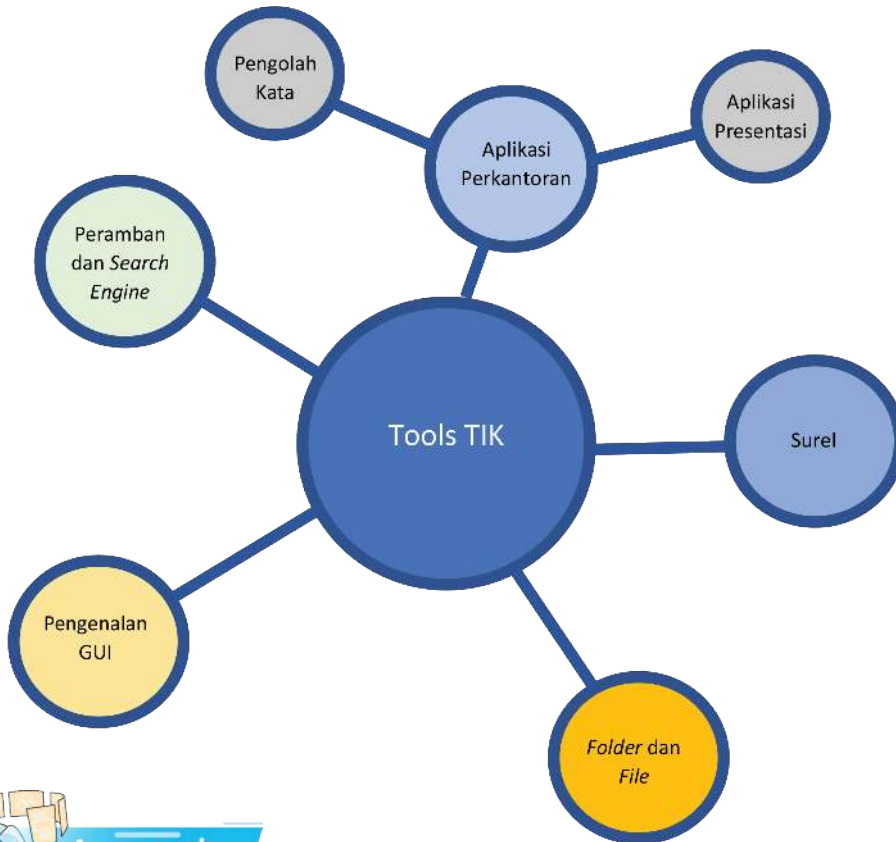 Pengolah
Kata
Aplikasi
Perkantoran
Aplikasi
Presentasi
Peramban
dan Search
Engine
Tools TIK
Surel
Pengenalan
GUI
Folder dan
File